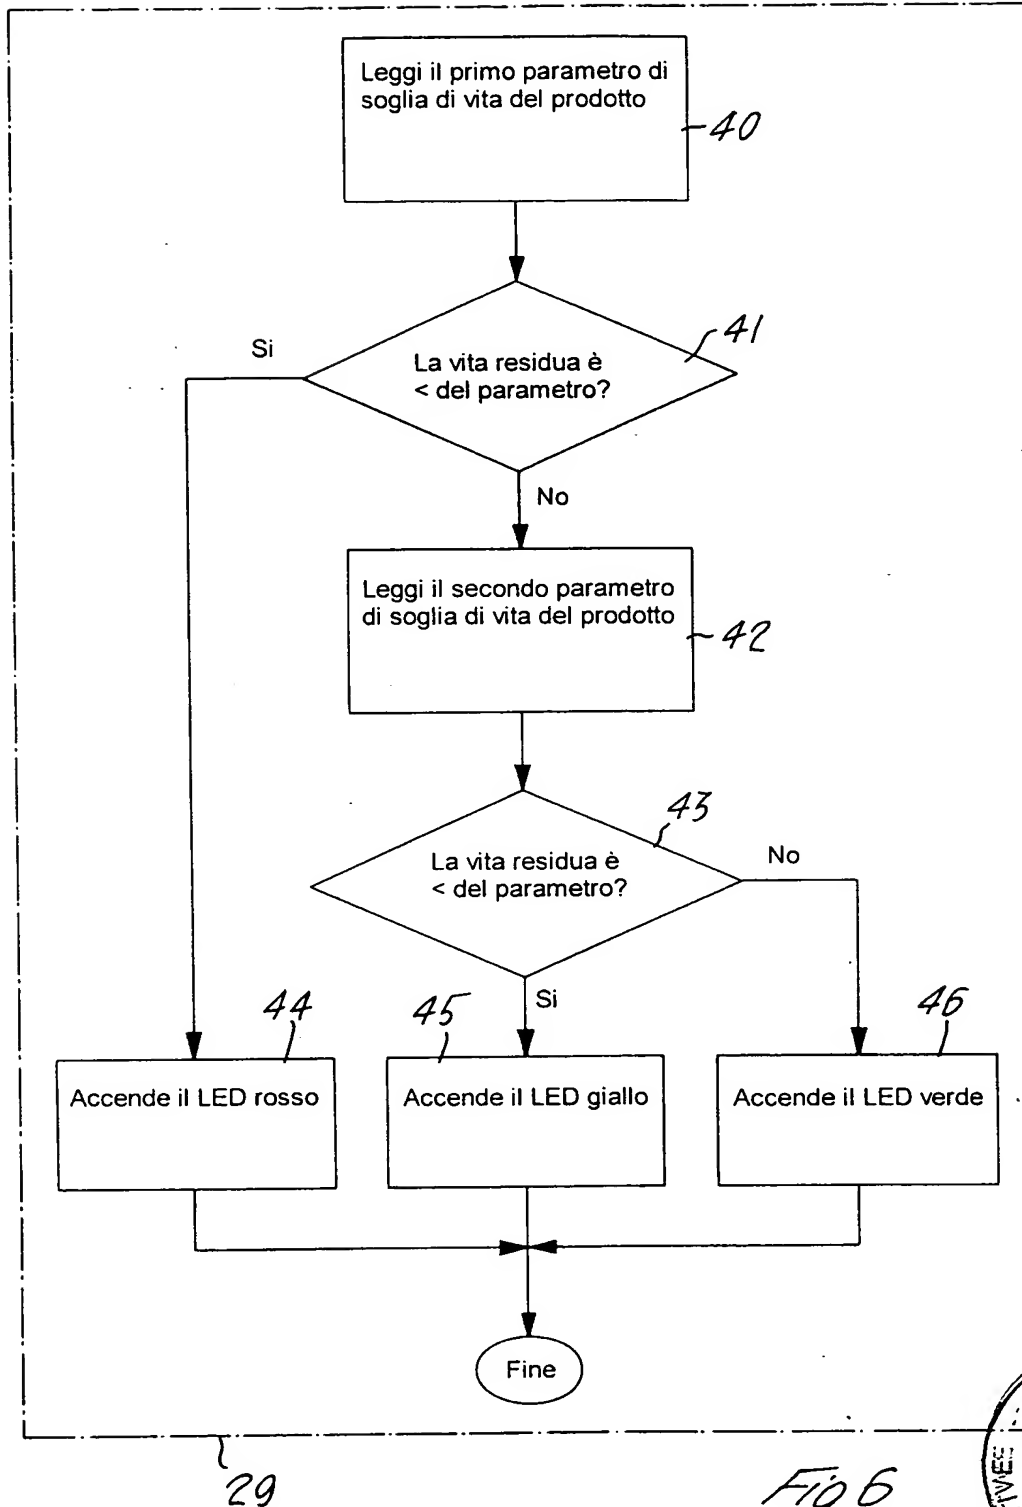 Leggi il primo parametro di
soglia di vita del prodotto
40
41
Si
La vita residua è
< del parametro?
No
Leggi il secondo parametro
di soglia di vita del prodotto
42
43
La vita residua è
< del parametro?
No
Si
44
45
46
Accende il LED rosso
Accende il LED giallo
Accende il LED verde
Fine
29
Fig 6